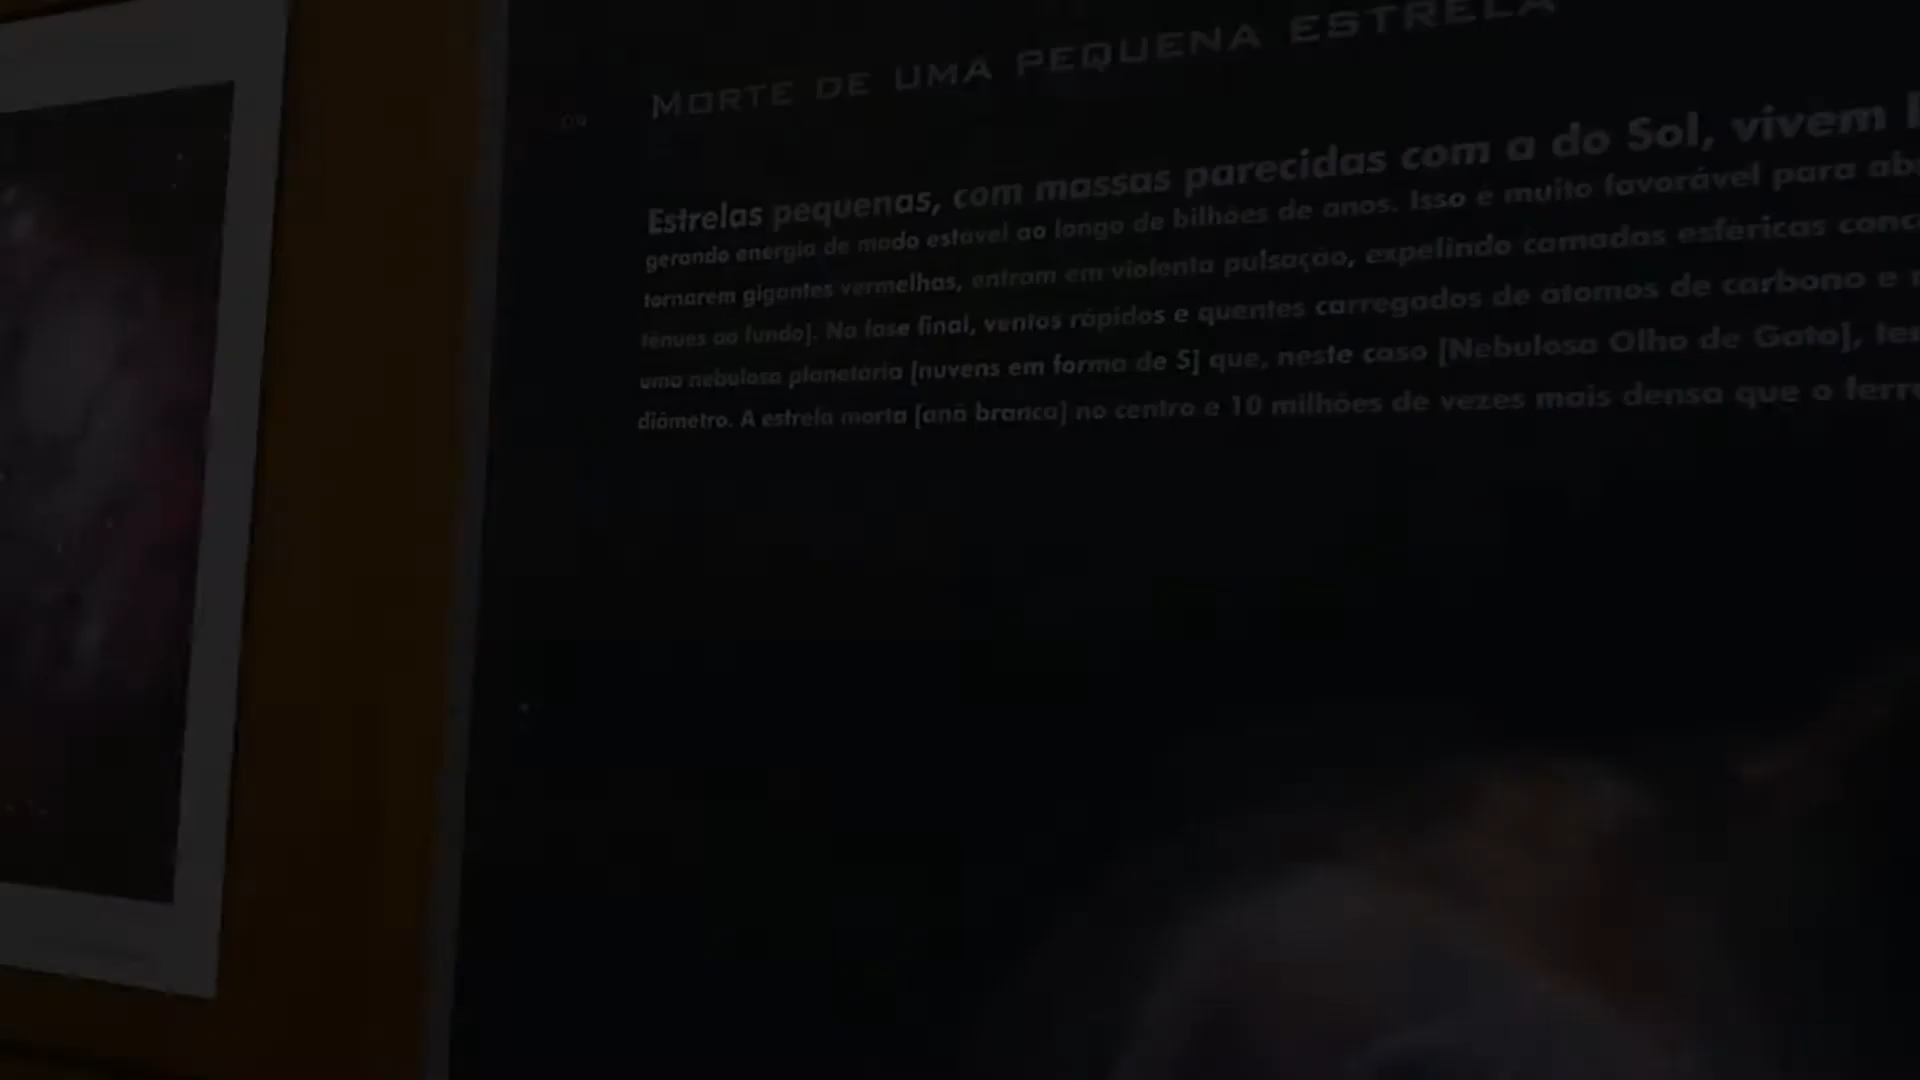 MORTE DE UMA PEQUENA ESTRELA
09
Estrelas pequenas, com massas parecidas com a do Sol, vivem
gerando energia de modo estável ao longo de bilhões de anos. Isso é muito favorável para
tornarem gigantes vermelhas, entram em violenta pulsação, expelindo camadas esféricas
tênues ao fundo]. Na fase final, ventos rápidos e quentes carregados de átomos de carbono e
uma nebulosa planetária [nuvens em forma de S] que, neste caso [Nebulosa Olho de Gato],
diâmetro. A estrela morta [anã branca] no centro é 10 milhões de vezes mais densa que o ferro